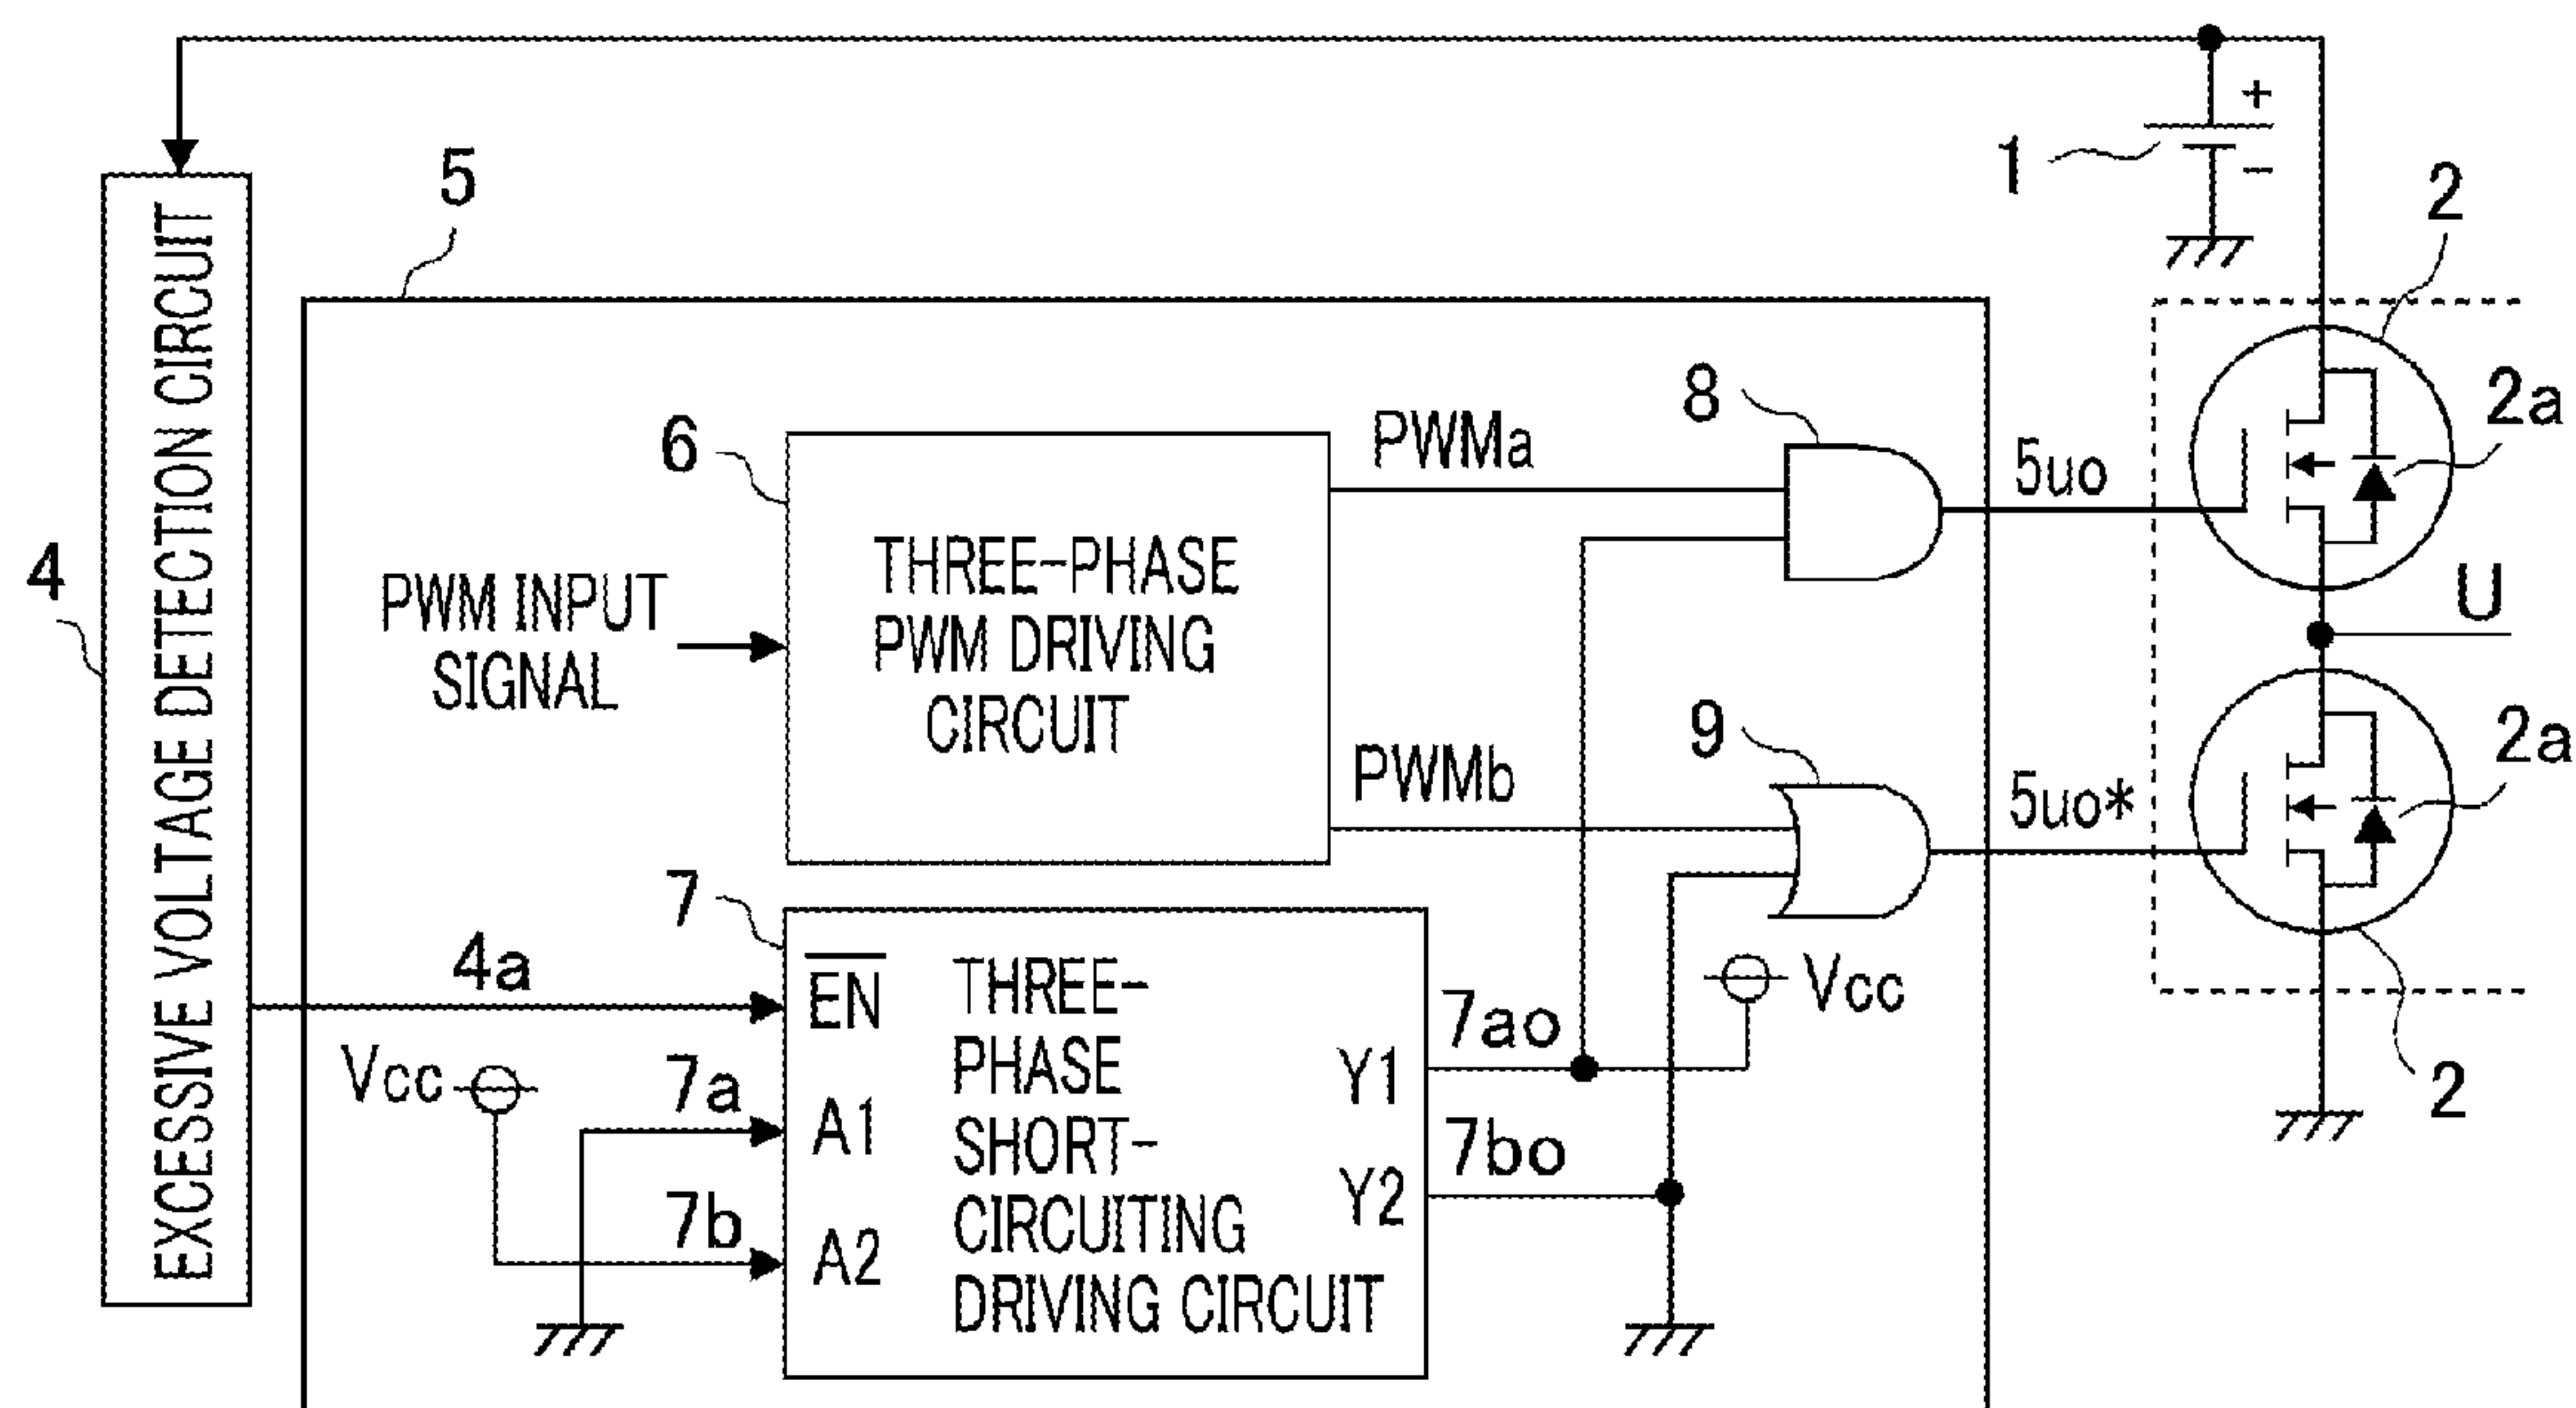 +
1
−
5
2
EXCESSIVE VOLTAGE DETECTION CIRCUIT
4
8
2a
PWMa
6
5uo
THREE-PHASE
PWM DRIVING
CIRCUIT
PWM INPUT
SIGNAL
U
9
PWMb
2a
5uo*
7
4a
EN
THREE-
PHASE
SHORT-
CIRCUITING
DRIVING CIRCUIT
Vcc
7ao
Vcc
7a
A1
Y1
2
7bo
7b
A2
Y2